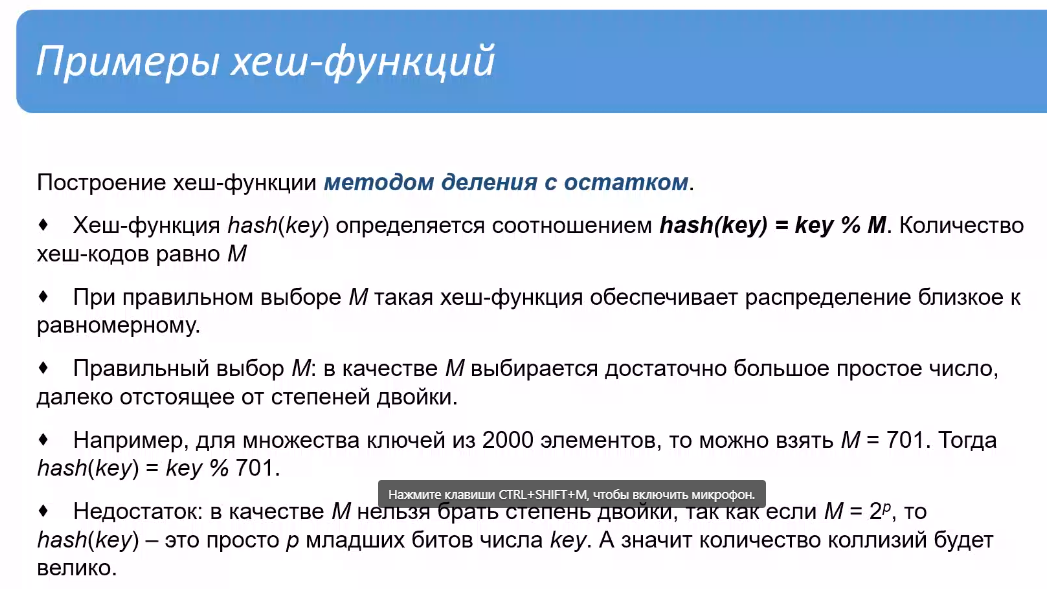 Примеры хеш-функций
Построение хеш-функции методом деления с остатком.
♦ Хеш-функция hash(key) определяется соотношением hash(key) = key % M. Количество
хеш-кодов равно M
♦ При правильном выборе M такая хеш-функция обеспечивает распределение близкое к
равномерному.
♦ Правильный выбор M: в качестве M выбирается достаточно большое простое число,
далеко отстоящее от степеней двойки.
♦ Например, для множества ключей из 2000 элементов, то можно взять M = 701. Тогда
hash(key) = key % 701.
Нажмите клавиши CTRL+SHIFT+M, чтобы включить микрофон.
♦ Недостаток: в качестве M нельзя брать степень двойки, так как если M = 2ᵖ, то
hash(key) – это просто p младших битов числа key. А значит количество коллизий будет
велико.